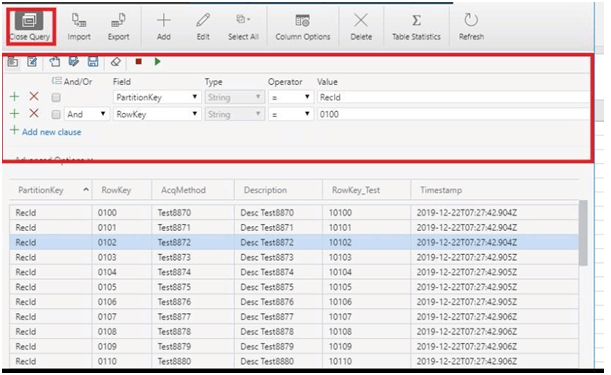 Close Query Import Export Add Edit Select All Column Options Delete Table Statistics Refresh
And/Or Field Type Operator Value
PartitionKey String = RecId
And RowKey String = 0100
Add new clause
Advanced Options
PartitionKey RowKey AcqMethod Description RowKey_Test Timestamp
RecId 0100 Test8870 Desc Test8870 10100 2019-12-22T07:27:42.904Z
RecId 0101 Test8871 Desc Test8871 10101 2019-12-22T07:27:42.904Z
RecId 0102 Test8872 Desc Test8872 10102 2019-12-22T07:27:42.904Z
RecId 0103 Test8873 Desc Test8873 10103 2019-12-22T07:27:42.905Z
RecId 0104 Test8874 Desc Test8874 10104 2019-12-22T07:27:42.905Z
RecId 0105 Test8875 Desc Test8875 10105 2019-12-22T07:27:42.905Z
RecId 0106 Test8876 Desc Test8876 10106 2019-12-22T07:27:42.906Z
RecId 0107 Test8877 Desc Test8877 10107 2019-12-22T07:27:42.906Z
RecId 0108 Test8878 Desc Test8878 10108 2019-12-22T07:27:42.906Z
RecId 0109 Test8879 Desc Test8879 10109 2019-12-22T07:27:42.906Z
RecId 0110 Test8880 Desc Test8880 10110 2019-12-22T07:27:42.906Z